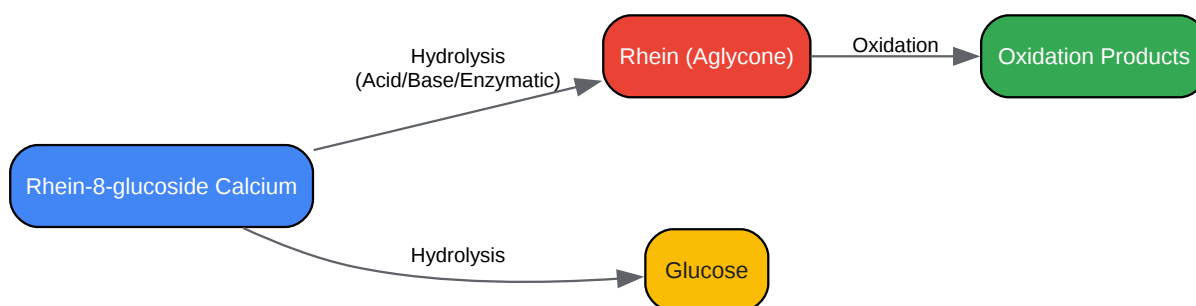 Rhein (Aglycone)
Oxidation
Oxidation Products
Hydrolysis
(Acid/Base/Enzymatic)
Rhein-8-glucoside Calcium
Hydrolysis
Glucose